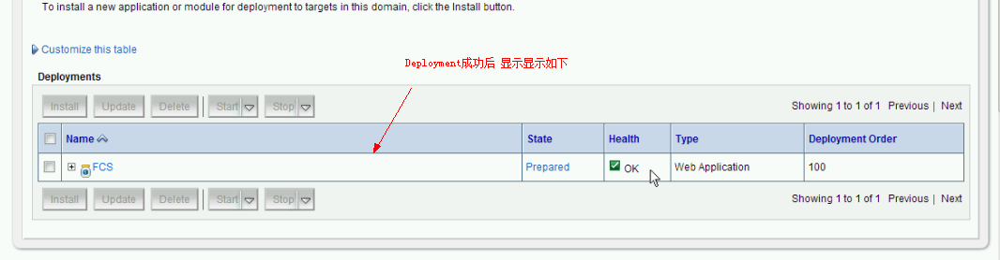 To install a new application or module for deployment to targets in this domain, click the Install button.
Customize this table
Deployment成功后 显示显示如下
Deployments
Install Update Delete Start Stop Showing 1 to 1 of 1 Previous | Next
Name State Health Type Deployment Order
FCS Prepared OK Web Application 100
Install Update Delete Start Stop Showing 1 to 1 of 1 Previous | Next